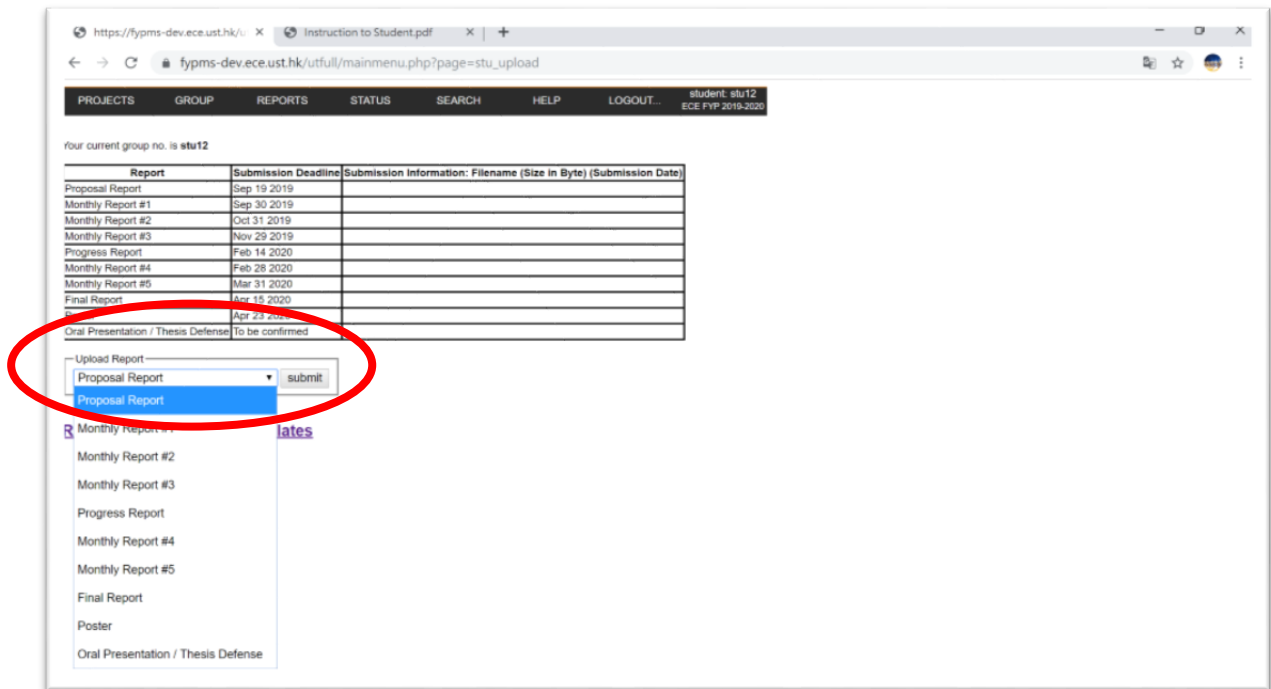 https://fypms-dev.ece.ust.hk/u Instruction to Student.pdf
fypms-dev.ece.ust.hk/utfull/mainmenu.php?page=stu_upload
PROJECTS GROUP REPORTS STATUS SEARCH HELP LOGOUT... student: stu12
ECE FYP 2019-2020
Your current group no. is stu12
Report Submission Deadline Submission Information: Filename (Size in Byte) (Submission Date)
Proposal Report Sep 19 2019
Monthly Report #1 Sep 30 2019
Monthly Report #2 Oct 31 2019
Monthly Report #3 Nov 29 2019
Progress Report Feb 14 2020
Monthly Report #4 Feb 28 2020
Monthly Report #5 Mar 31 2020
Final Report Apr 15 2020
Apr 23 2020
Oral Presentation / Thesis Defense To be confirmed
Upload Report
Proposal Report submit
Proposal Report
Monthly Report #1
R lates
Monthly Report #2
Monthly Report #3
Progress Report
Monthly Report #4
Monthly Report #5
Final Report
Poster
Oral Presentation / Thesis Defense